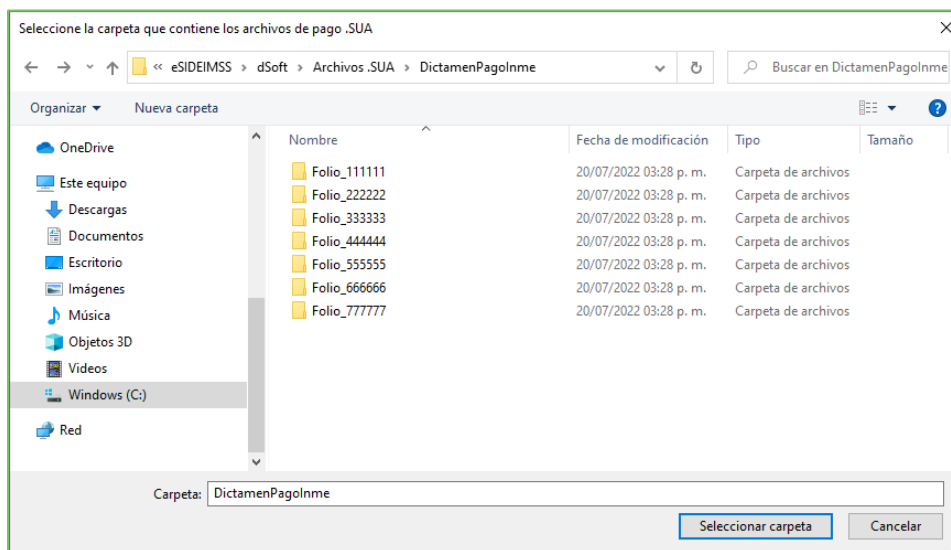 Seleccione la carpeta que contiene los archivos de pago .SUA
« eSIDEIMSS > dSoft > Archivos .SUA > DictamenPagoInme
Buscar en DictamenPagoInme
Organizar
Nueva carpeta
?
Nombre Fecha de modificación Tipo Tamaño
OneDrive
Este equipo
Descargas
Documentos
Escritorio
Imágenes
Música
Objetos 3D
Videos
Windows (C:)
Red
Folio_111111 20/07/2022 03:28 p. m. Carpeta de archivos
Folio_222222 20/07/2022 03:28 p. m. Carpeta de archivos
Folio_333333 20/07/2022 03:28 p. m. Carpeta de archivos
Folio_444444 20/07/2022 03:28 p. m. Carpeta de archivos
Folio_555555 20/07/2022 03:28 p. m. Carpeta de archivos
Folio_666666 20/07/2022 03:28 p. m. Carpeta de archivos
Folio_777777 20/07/2022 03:28 p. m. Carpeta de archivos
Carpeta: DictamenPagoInme
Seleccionar carpeta
Cancelar